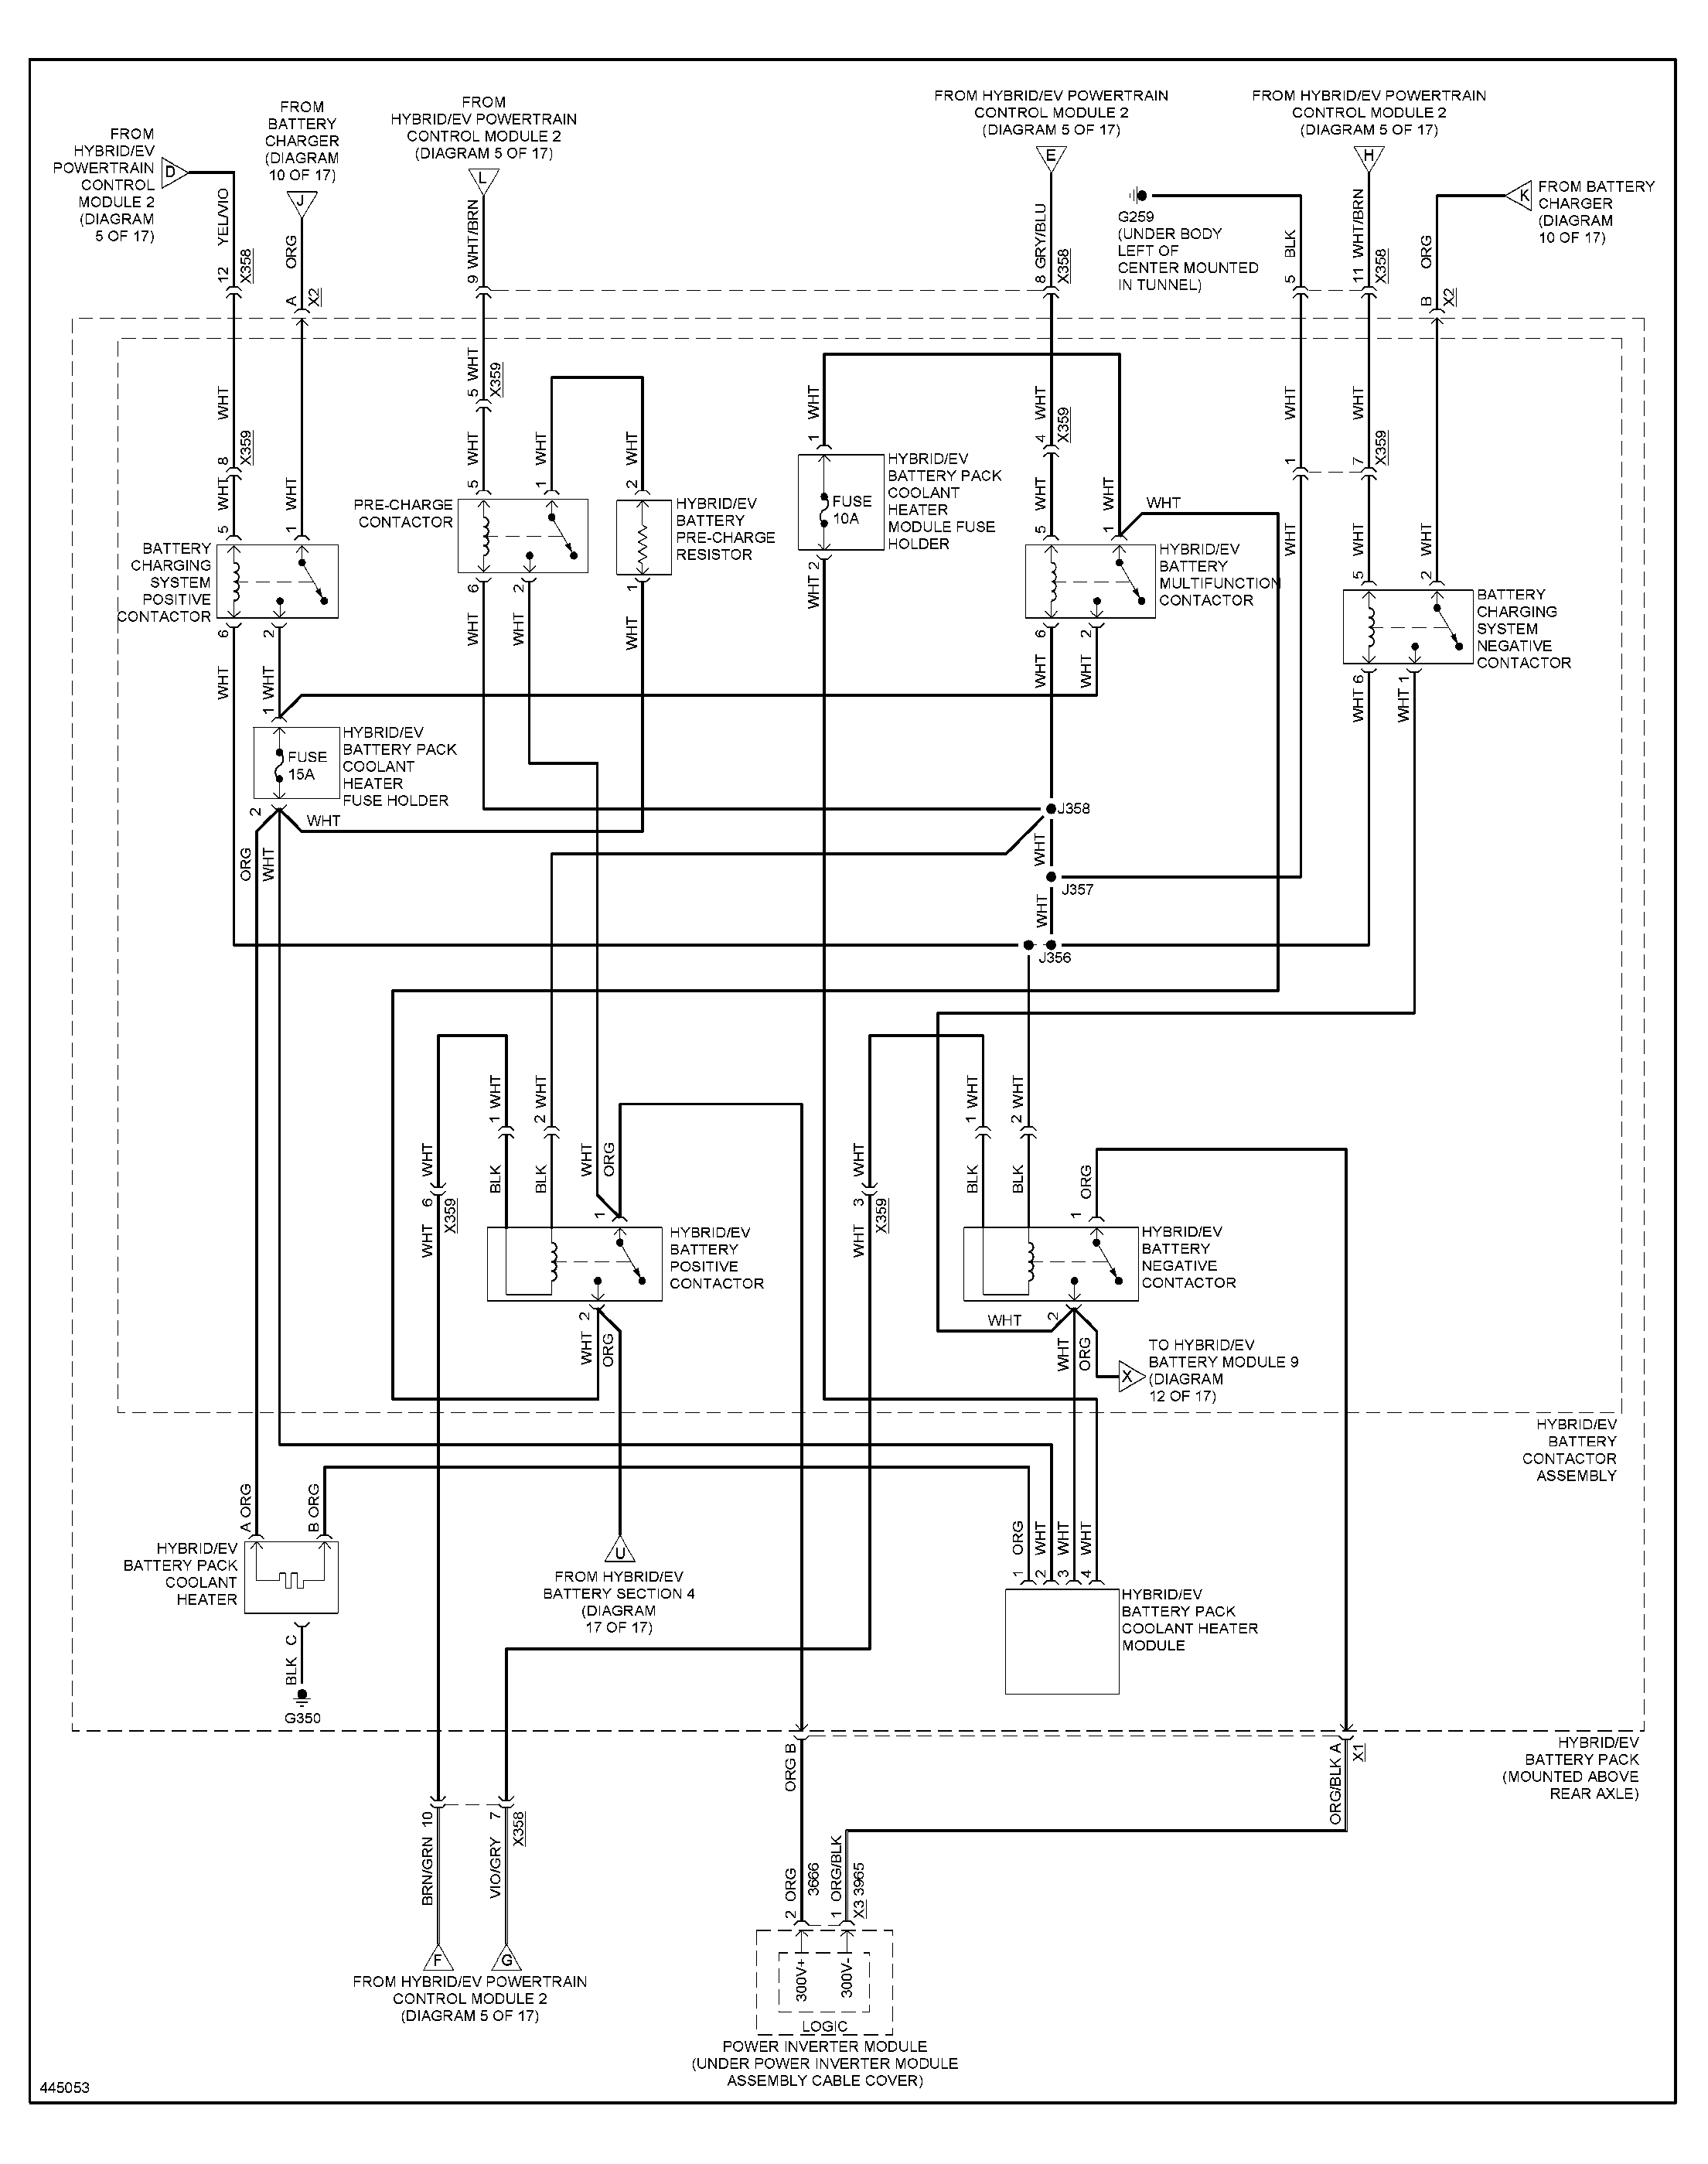 FROM
HYBRID/EV
POWERTRAIN
CONTROL
MODULE 2
(DIAGRAM
5 OF 17)
D
FROM
BATTERY
CHARGER
(DIAGRAM
10 OF 17)
J
FROM
HYBRID/EV POWERTRAIN
CONTROL MODULE 2
(DIAGRAM 5 OF 17)
L
FROM HYBRID/EV POWERTRAIN
CONTROL MODULE 2
(DIAGRAM 5 OF 17)
E
FROM HYBRID/EV POWERTRAIN
CONTROL MODULE 2
(DIAGRAM 5 OF 17)
H
K
FROM BATTERY
CHARGER
(DIAGRAM
10 OF 17)
G259
(UNDER BODY
LEFT OF
CENTER MOUNTED
IN TUNNEL)
12 YEL/VIO
X358
A ORG
X2
9 WHT/BRN
8 GRY/BLU
X358
5 BLK
11 WHT/BRN
X358
B ORG
X2
WHT
8
X359
5 WHT
1 WHT
5 WHT
X359
5 WHT
1 WHT
2 WHT
1 WHT
4 WHT
X359
5 WHT
1 WHT
WHT
1 WHT
WHT
7 WHT
X359
5 WHT
2 WHT
BATTERY
CHARGING
SYSTEM
POSITIVE
CONTACTOR
PRE-CHARGE
CONTACTOR
HYBRID/EV
BATTERY
PRE-CHARGE
RESISTOR
FUSE
10A
HYBRID/EV
BATTERY PACK
COOLANT
HEATER
MODULE FUSE
HOLDER
HYBRID/EV
BATTERY
MULTIFUNCTION
CONTACTOR
BATTERY
CHARGING
SYSTEM
NEGATIVE
CONTACTOR
WHT 6
2
1 WHT
WHT 6
WHT 2
WHT 1
WHT 2
WHT 6
WHT 2
WHT 6
WHT 1
FUSE
15A
HYBRID/EV
BATTERY PACK
COOLANT
HEATER
FUSE HOLDER
2
ORG
WHT
WHT
J358
WHT
J357
WHT
J356
1 WHT
2 WHT
BLK
BLK
WHT
ORG
1
6 WHT
WHT
X359
HYBRID/EV
BATTERY
POSITIVE
CONTACTOR
2
WHT
ORG
1 WHT
2 WHT
BLK
BLK
ORG
1
3 WHT
WHT
X359
HYBRID/EV
BATTERY
NEGATIVE
CONTACTOR
WHT
2
WHT
ORG
X
TO HYBRID/EV
BATTERY MODULE 9
(DIAGRAM
12 OF 17)
HYBRID/EV
BATTERY
CONTACTOR
ASSEMBLY
A ORG
B ORG
HYBRID/EV
BATTERY PACK
COOLANT
HEATER
BLK C
G350
U
FROM HYBRID/EV
BATTERY SECTION 4
(DIAGRAM
17 OF 17)
1 ORG
2 WHT
3 WHT
4 WHT
HYBRID/EV
BATTERY PACK
COOLANT HEATER
MODULE
HYBRID/EV
BATTERY PACK
(MOUNTED ABOVE
REAR AXLE)
ORG B
ORG/BLK A
X1
BRN/GRN 10
VIO/GRY 7
X358
F
G
FROM HYBRID/EV POWERTRAIN
CONTROL MODULE 2
(DIAGRAM 5 OF 17)
2 ORG
3666
1 ORG/BLK
X3 3965
300V+
300V-
LOGIC
POWER INVERTER MODULE
(UNDER POWER INVERTER MODULE
ASSEMBLY CABLE COVER)
445053